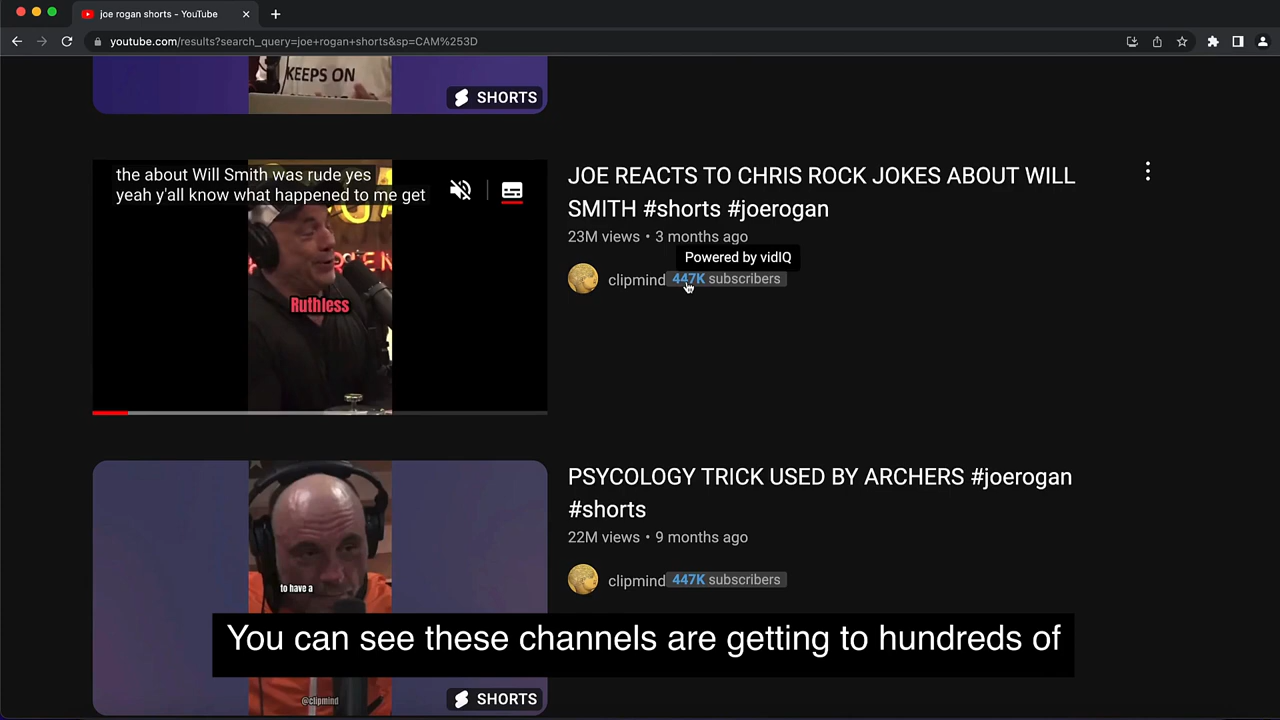 joe rogan shorts - YouTube
youtube.com/results?search_query=joe+rogan+shorts&sp=CAM%253D
KEEPS ON
SHORTS
the about Will Smith was rude yes
yeah y'all know what happened to me get
Ruthless
JOE REACTS TO CHRIS ROCK JOKES ABOUT WILL
SMITH #shorts #joerogan
23M views • 3 months ago
Powered by vidIQ
clipmind 447K subscribers
PSYCOLOGY TRICK USED BY ARCHERS #joerogan
#shorts
22M views • 9 months ago
clipmind 447K subscribers
to have a
You can see these channels are getting to hundreds of
@clipmind
SHORTS